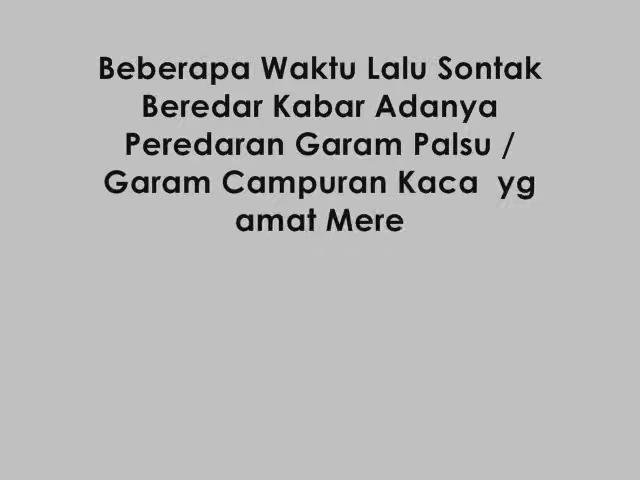 Beberapa Waktu Lalu Sontak
Beredar Kabar Adanya
Peredaran Garam Palsu /
Garam Campuran Kaca yg
amat Mere